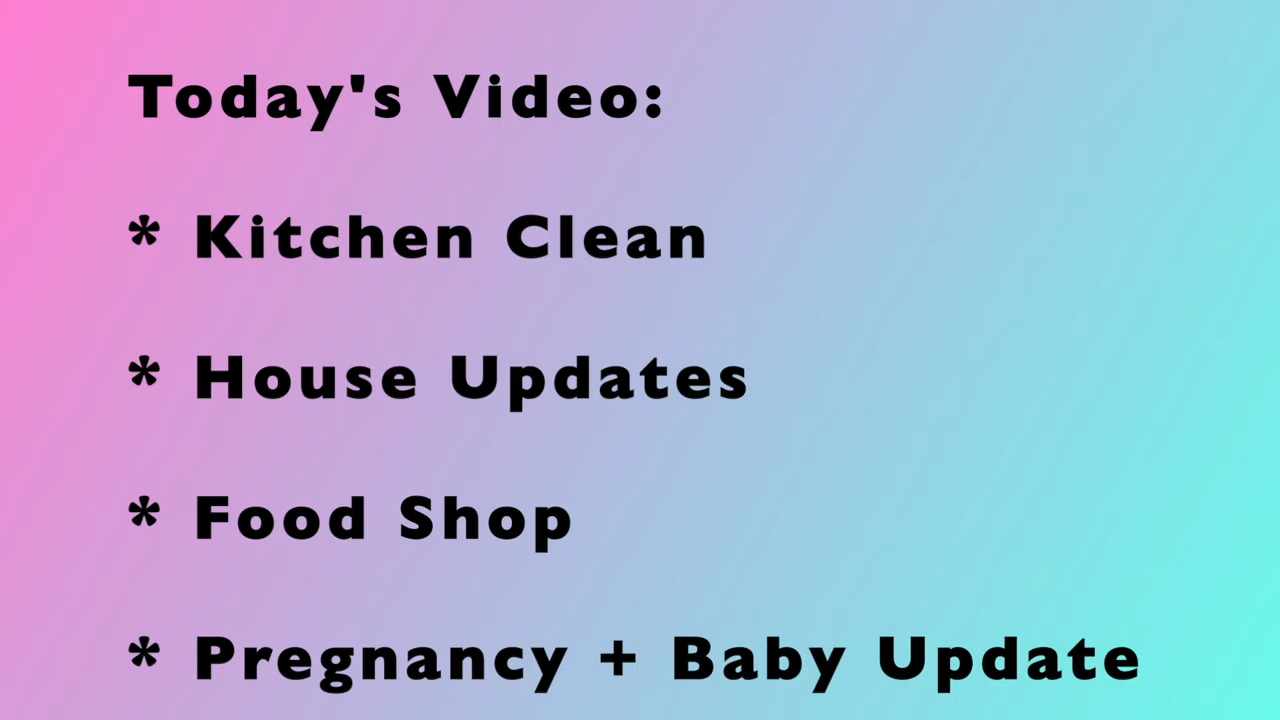 Today's Video:
* Kitchen Clean
* House Updates
* Food Shop
* Pregnancy + Baby Update